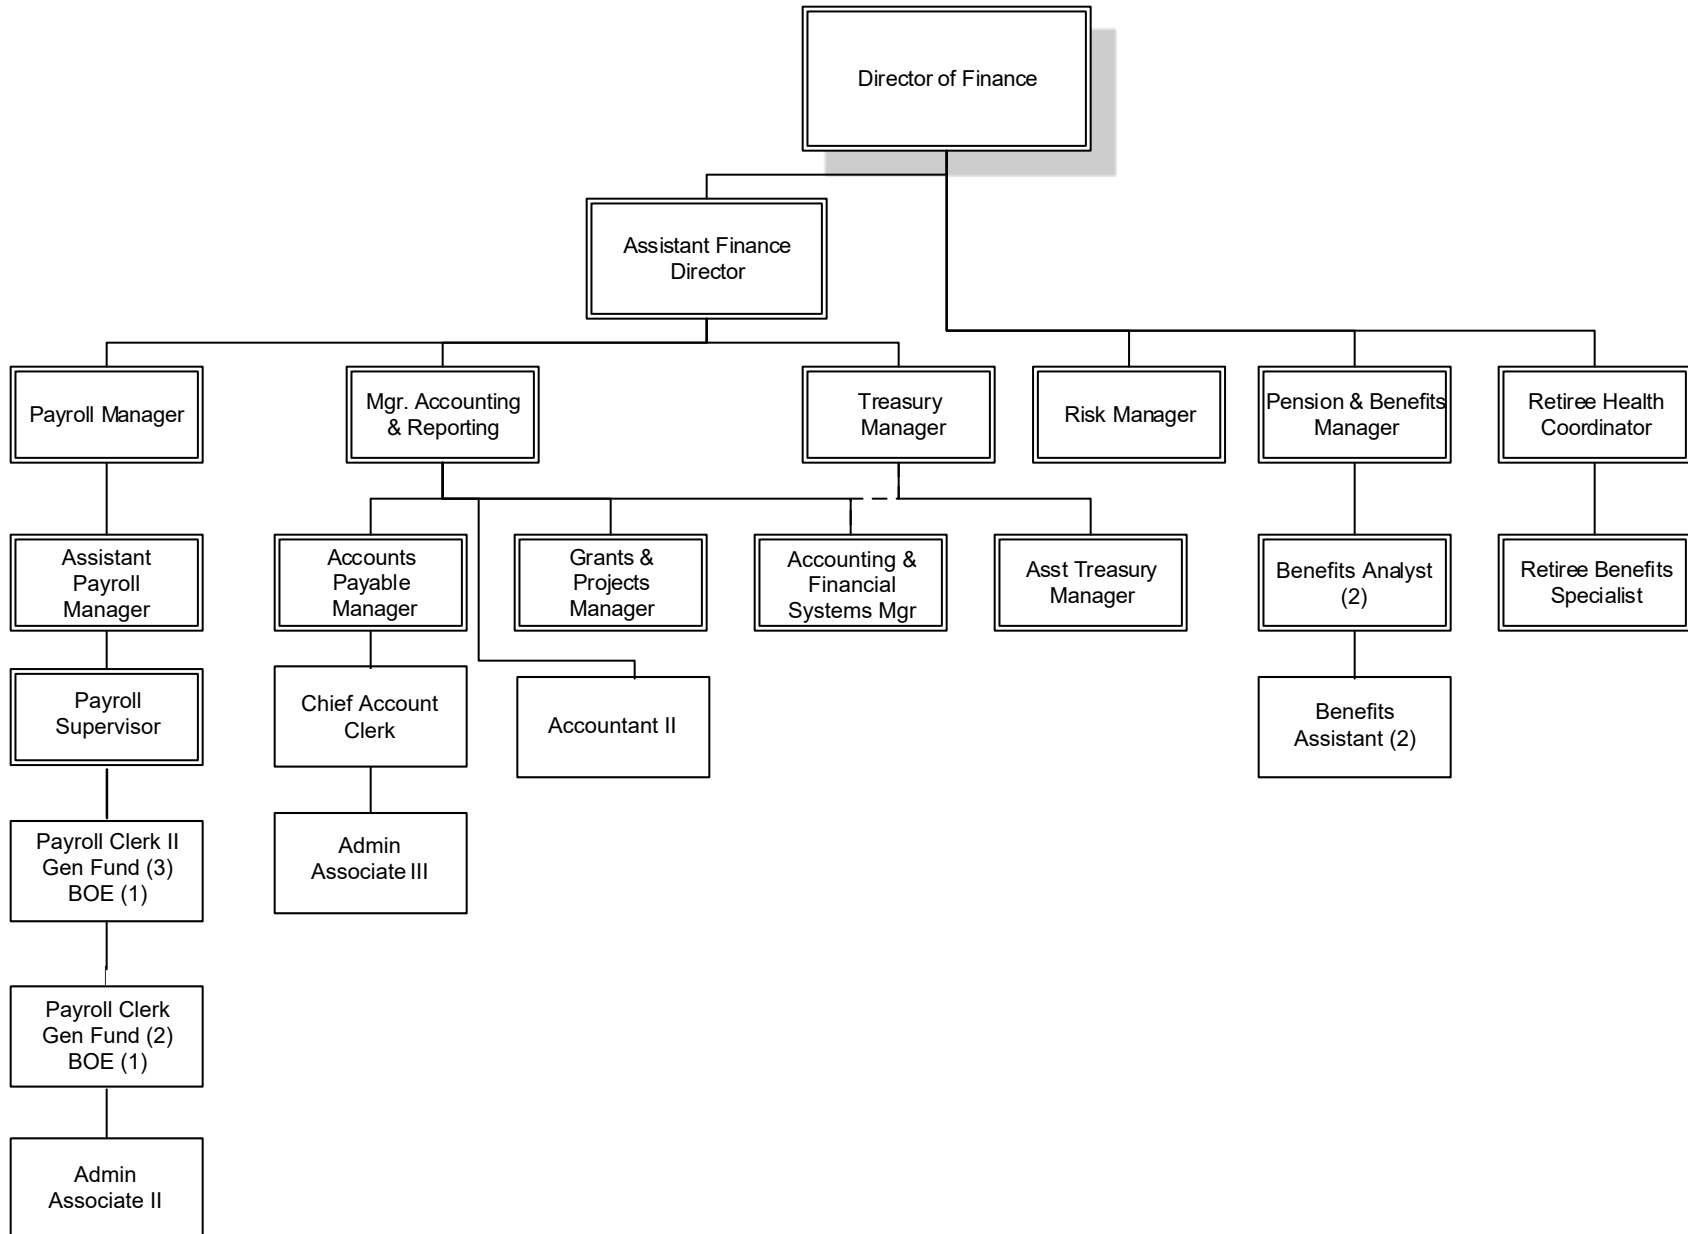 Director of Finance
Assistant Finance
Director
Payroll Manager
Mgr. Accounting
& Reporting
Treasury
Manager
Risk Manager
Pension & Benefits
Manager
Retiree Health
Coordinator
Assistant
Payroll
Manager
Accounts
Payable
Manager
Grants &
Projects
Manager
Accounting &
Financial
Systems Mgr
Asst Treasury
Manager
Benefits Analyst
(2)
Retiree Benefits
Specialist
Payroll
Supervisor
Chief Account
Clerk
Accountant II
Benefits
Assistant (2)
Payroll Clerk II
Gen Fund (3)
BOE (1)
Admin
Associate III
Payroll Clerk
Gen Fund (2)
BOE (1)
Admin
Associate II